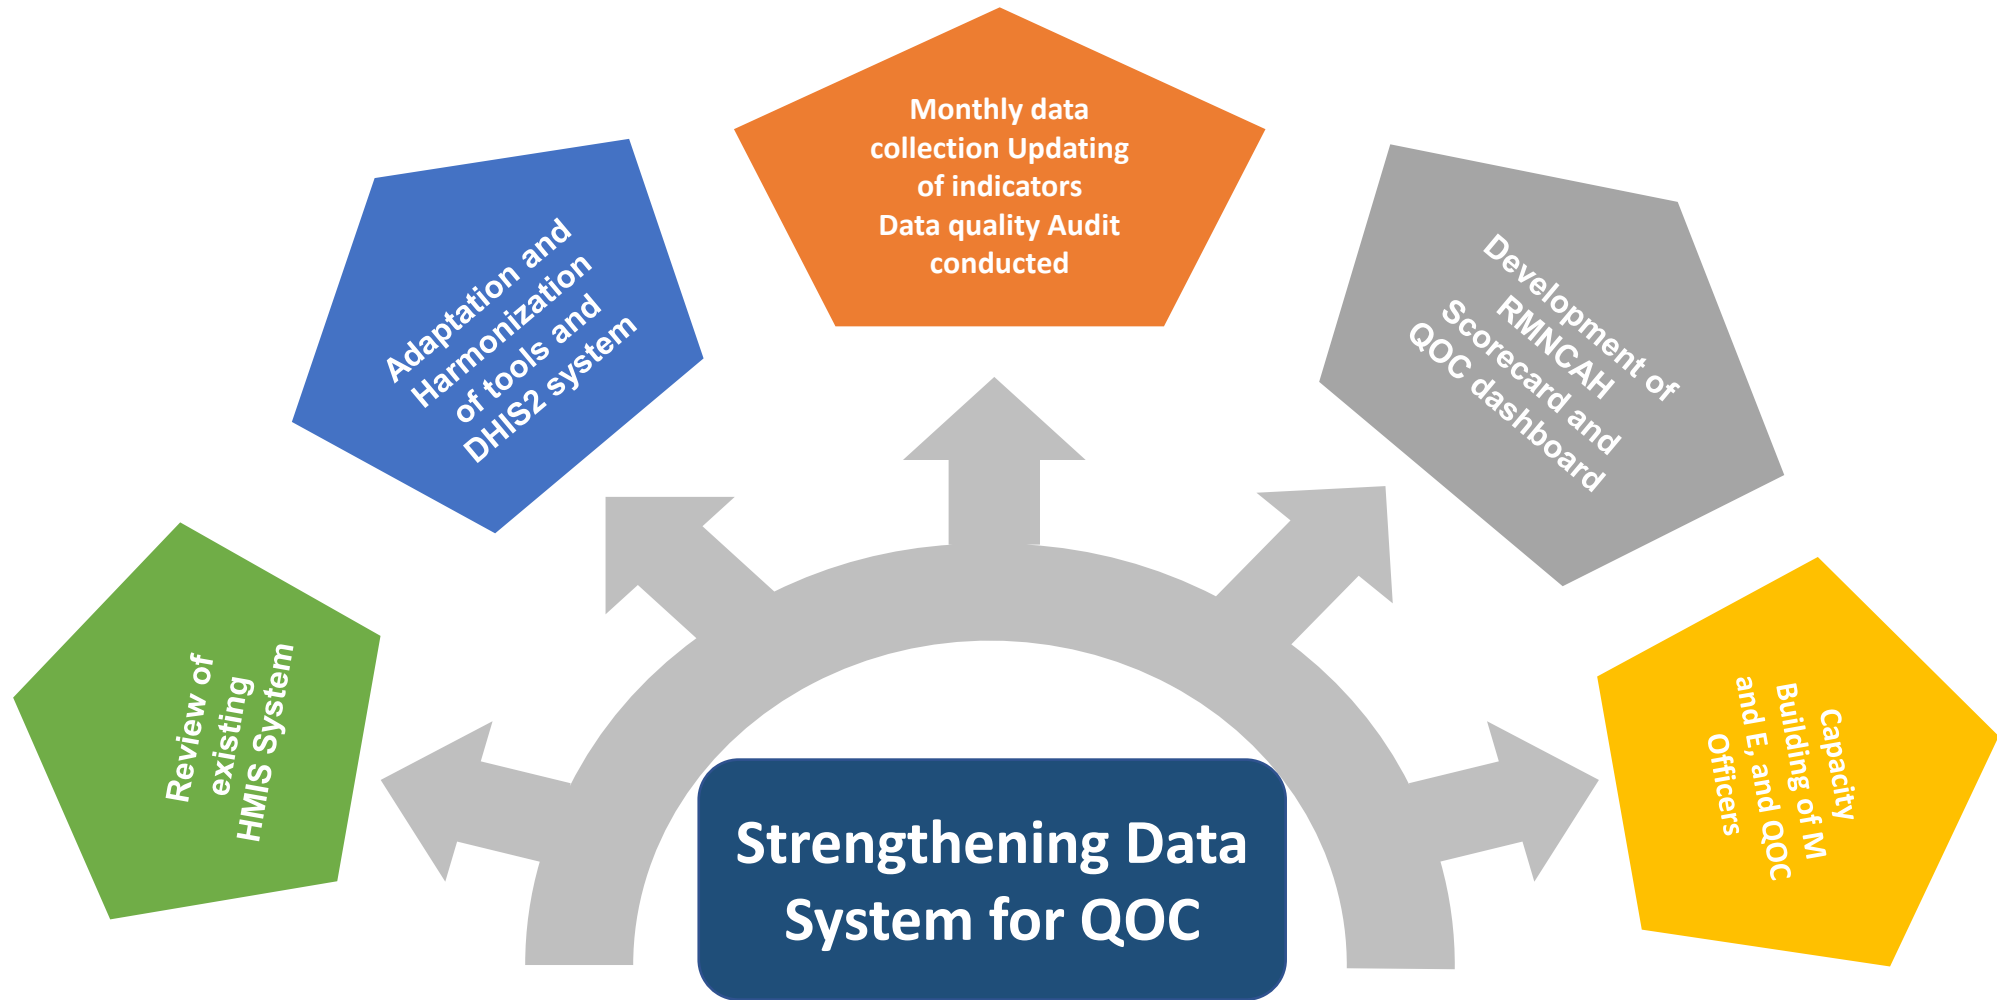 Monthly data
collection Updating
of indicators
Data quality Audit
conducted
Adaptation and
Harmonization
of tools and
DHIS2 system
Development of
RMNCAH
Scorecard and
QOC dashboard
Review of
existing
HMIS System
Capacity
Building of M
and E, and QOC
Officers
Strengthening Data
System for QOC